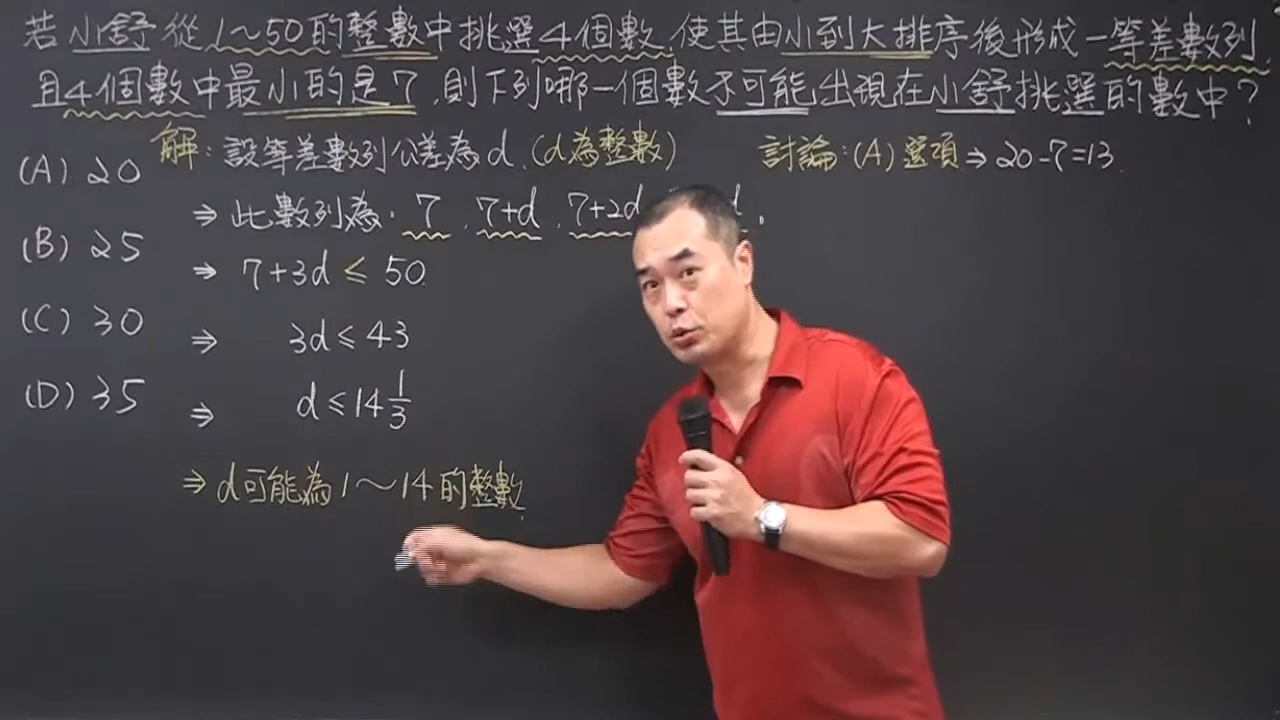 若小舒從1~50的整數中挑選4個數,使其由小到大排序後形成一等差數列,
且4個數中最小的是7,則下列哪一個數不可能出現在小舒挑選的數中?
(A) 20
(B) 25
(C) 30
(D) 35
解:設等差數列公差為d.(d為整數)
⇒此數列為:7,7+d,7+2d
⇒ 7+3d≤50
⇒ 3d≤43
⇒ d≤14 1/3
⇒d可能為1~14的整數.
討論:(A)選項⇒20-7=13